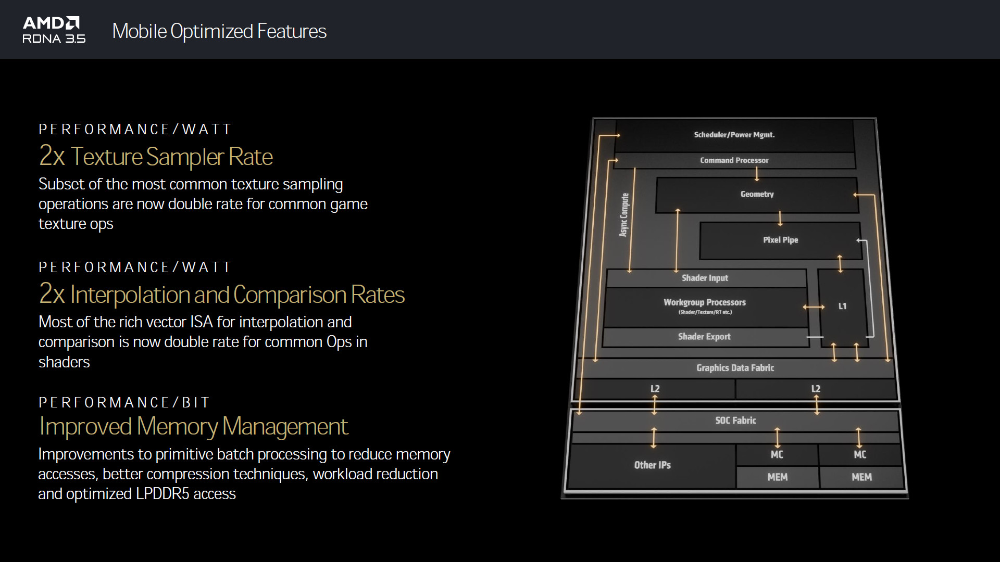 AMD
RDNA 3.5
Mobile Optimized Features
PERFORMANCE/WATT
2x Texture Sampler Rate
Subset of the most common texture sampling
operations are now double rate for common game
texture ops
PERFORMANCE/WATT
2x Interpolation and Comparison Rates
Most of the rich vector ISA for interpolation and
comparison is now double rate for common Ops in
shaders
PERFORMANCE/BIT
Improved Memory Management
Improvements to primitive batch processing to reduce memory
accesses, better compression techniques, workload reduction
and optimized LPDDR5 access
Scheduler/Power Mgmt.
Command Processor
Geometry
Async Compute
Pixel Pipe
Shader Input
Workgroup Processors
(Shader/Texture/RT etc.)
L1
Shader Export
Graphics Data Fabric
L2
L2
SOC Fabric
Other IPs
MC
MC
MEM
MEM